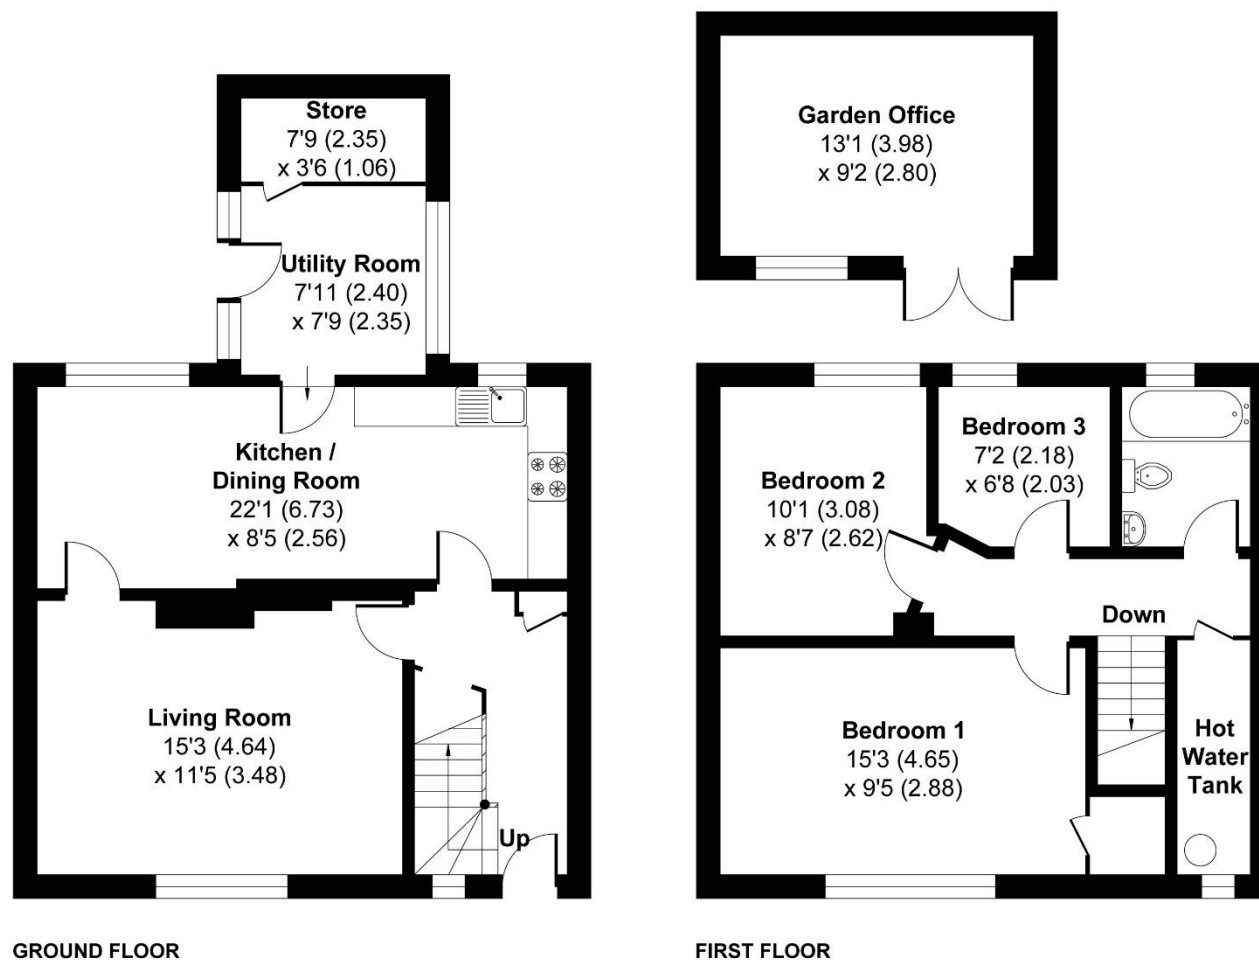 Store
7'9 (2.35)
x 3'6 (1.06)
Utility Room
7'11 (2.40)
x 7'9 (2.35)
Kitchen /
Dining Room
22'1 (6.73)
x 8'5 (2.56)
Living Room
15'3 (4.64)
x 11'5 (3.48)
Up
GROUND FLOOR
Garden Office
13'1 (3.98)
x 9'2 (2.80)
Bedroom 2
10'1 (3.08)
x 8'7 (2.62)
Bedroom 3
7'2 (2.18)
x 6'8 (2.03)
Down
Bedroom 1
15'3 (4.65)
x 9'5 (2.88)
Hot
Water
Tank
FIRST FLOOR